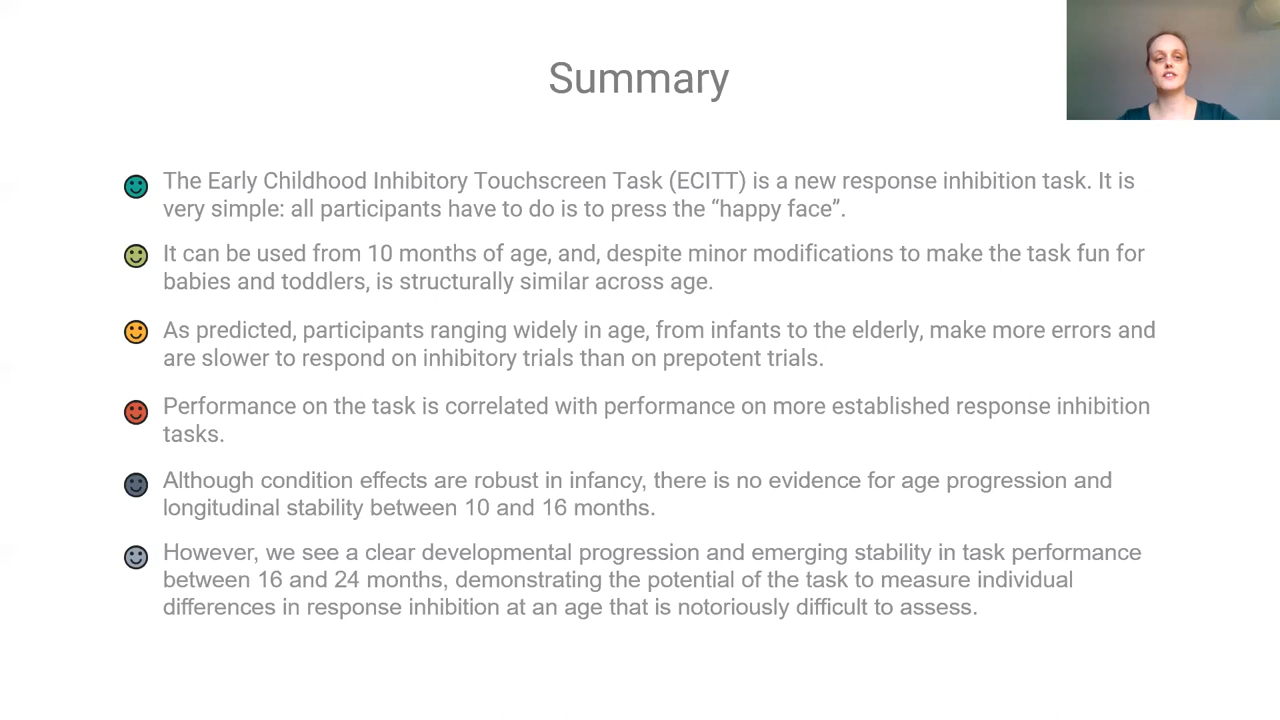 Summary
The Early Childhood Inhibitory Touchscreen Task (ECITT) is a new response inhibition task. It is
very simple: all participants have to do is to press the “happy face”.
It can be used from 10 months of age, and, despite minor modifications to make the task fun for
babies and toddlers, is structurally similar across age.
As predicted, participants ranging widely in age, from infants to the elderly, make more errors and
are slower to respond on inhibitory trials than on prepotent trials.
Performance on the task is correlated with performance on more established response inhibition
tasks.
Although condition effects are robust in infancy, there is no evidence for age progression and
longitudinal stability between 10 and 16 months.
However, we see a clear developmental progression and emerging stability in task performance
between 16 and 24 months, demonstrating the potential of the task to measure individual
differences in response inhibition at an age that is notoriously difficult to assess.